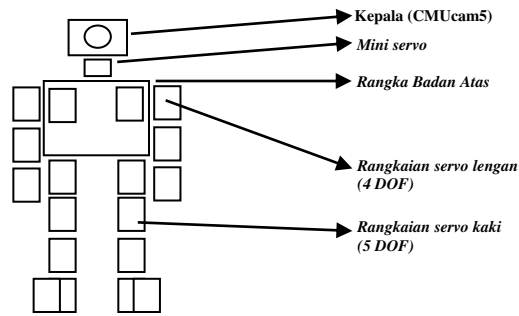 Kepala (CMUcam5)
Mini servo
Rangka Badan Atas
Rangkaian servo lengan
(4 DOF)
Rangkaian servo kaki
(5 DOF)